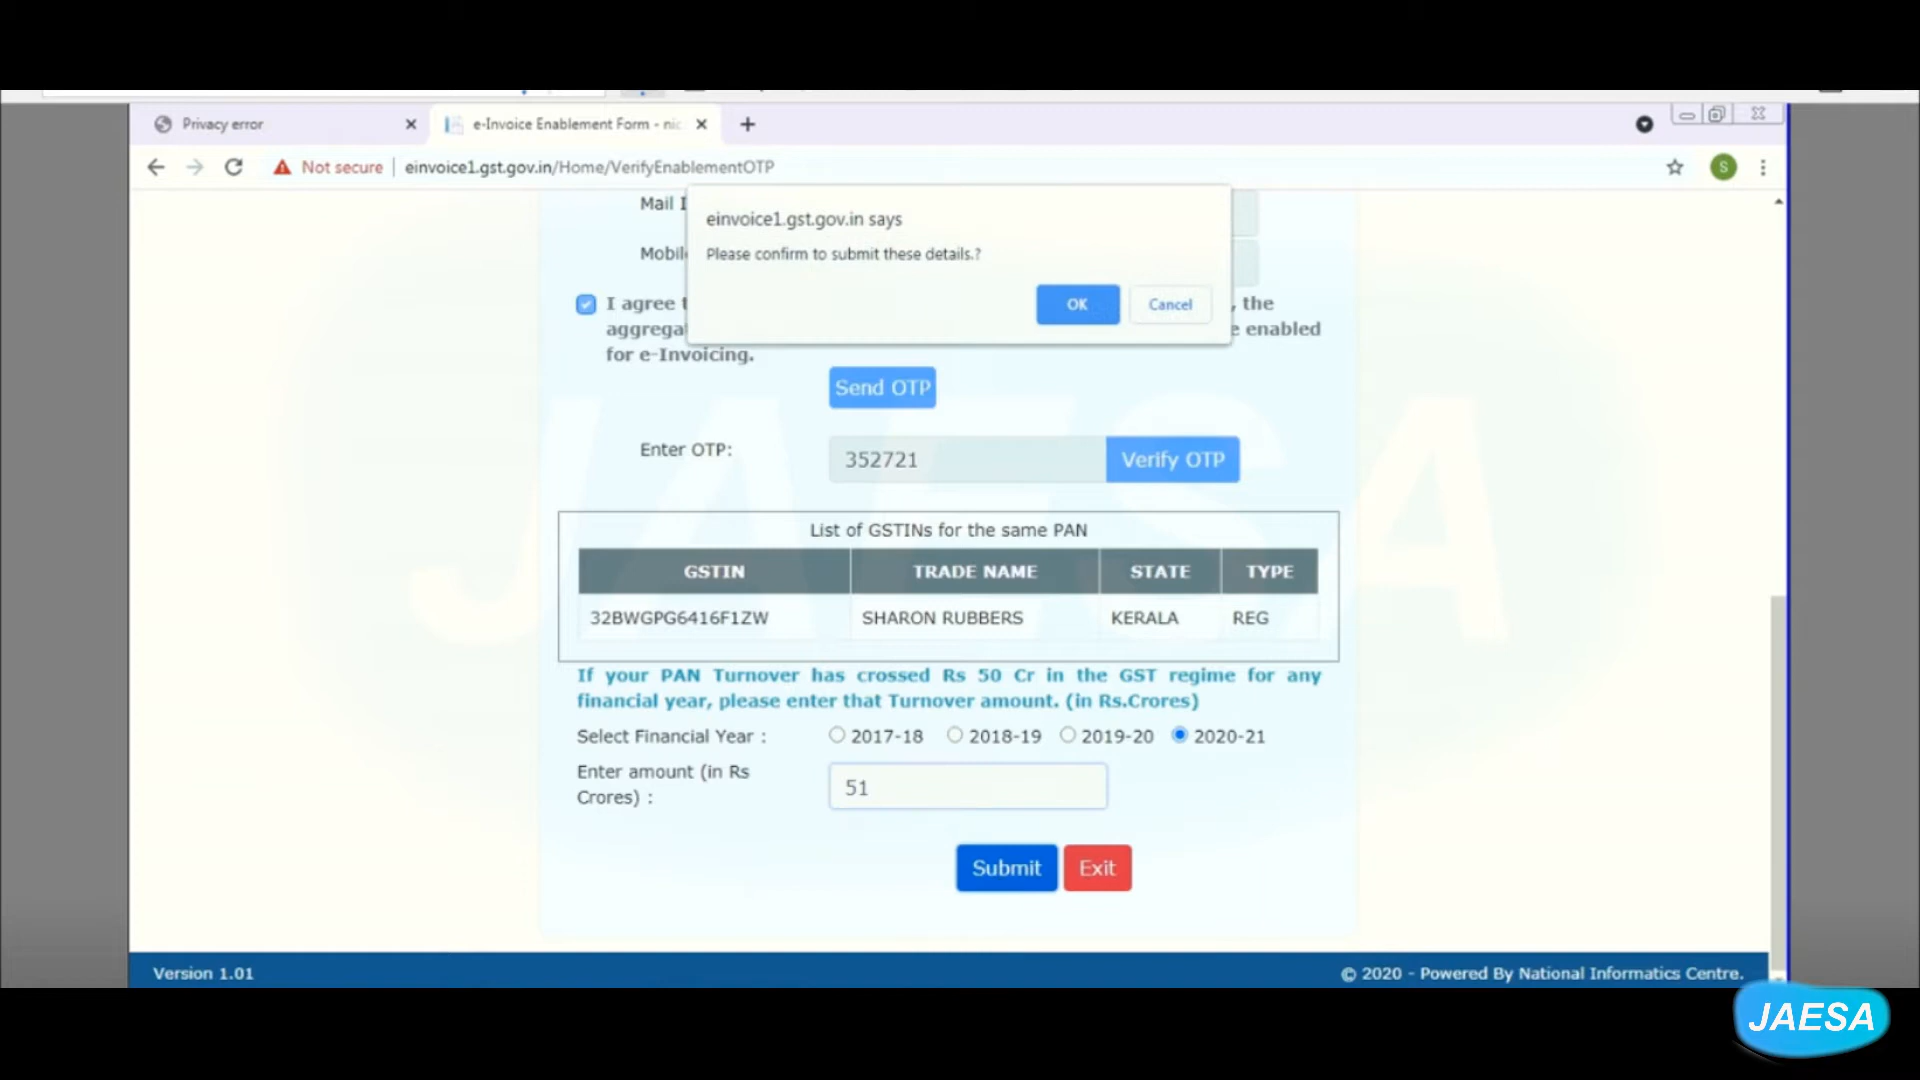 Privacy error
e-Invoice Enablement Form - nic
Not secure
einvoice1.gst.gov.in/Home/VerifyEnablementOTP
S
einvoice1.gst.gov.in says
Please confirm to submit these details.?
OK
Cancel
Mail I
Mobile
I agree t , the
aggregat e enabled
for e-Invoicing.
Send OTP
Enter OTP:
352721
Verify OTP
List of GSTINs for the same PAN
GSTIN TRADE NAME STATE TYPE
32BWGPG6416F1ZW SHARON RUBBERS KERALA REG
If your PAN Turnover has crossed Rs 50 Cr in the GST regime for any
financial year, please enter that Turnover amount. (in Rs.Crores)
Select Financial Year : 2017-18 2018-19 2019-20 2020-21
Enter amount (in Rs
Crores) :
51
Submit
Exit
Version 1.01
© 2020 - Powered By National Informatics Centre.
JAESA
JAESA